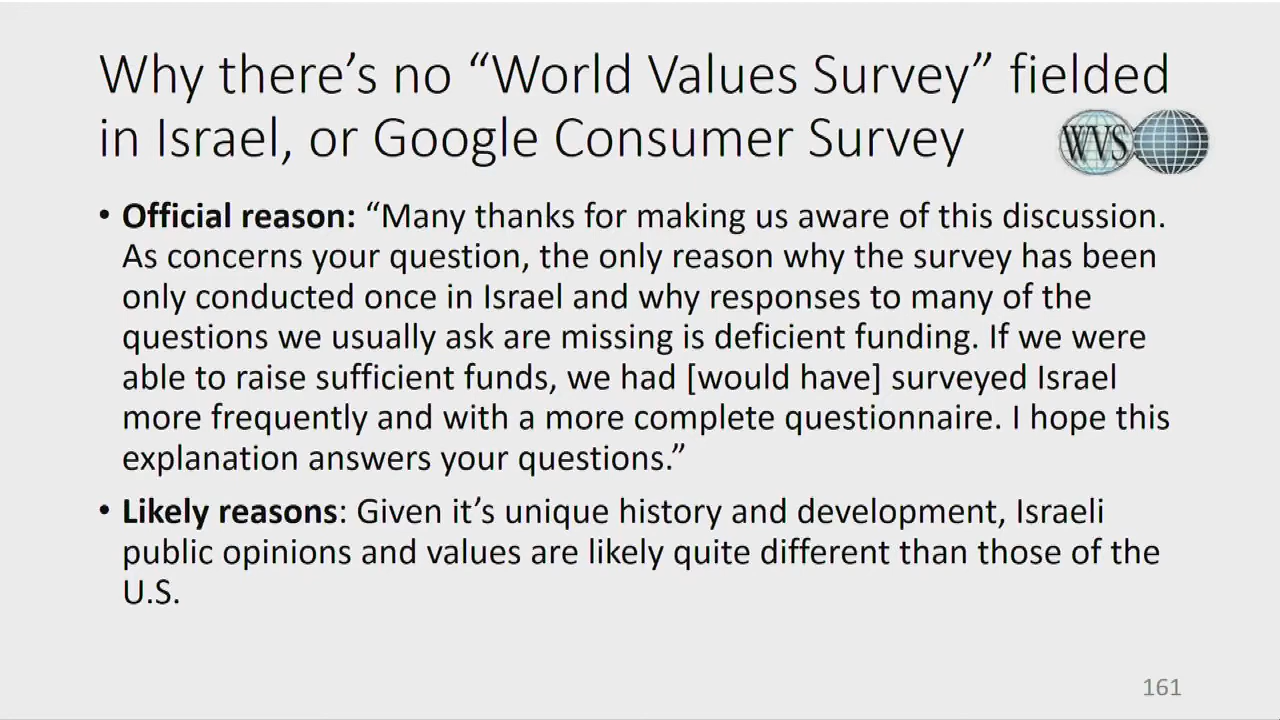 Why there’s no “World Values Survey” fielded
in Israel, or Google Consumer Survey
WVS
• Official reason: “Many thanks for making us aware of this discussion.
As concerns your question, the only reason why the survey has been
only conducted once in Israel and why responses to many of the
questions we usually ask are missing is deficient funding. If we were
able to raise sufficient funds, we had [would have] surveyed Israel
more frequently and with a more complete questionnaire. I hope this
explanation answers your questions.”
• Likely reasons: Given it’s unique history and development, Israeli
public opinions and values are likely quite different than those of the
U.S.
161